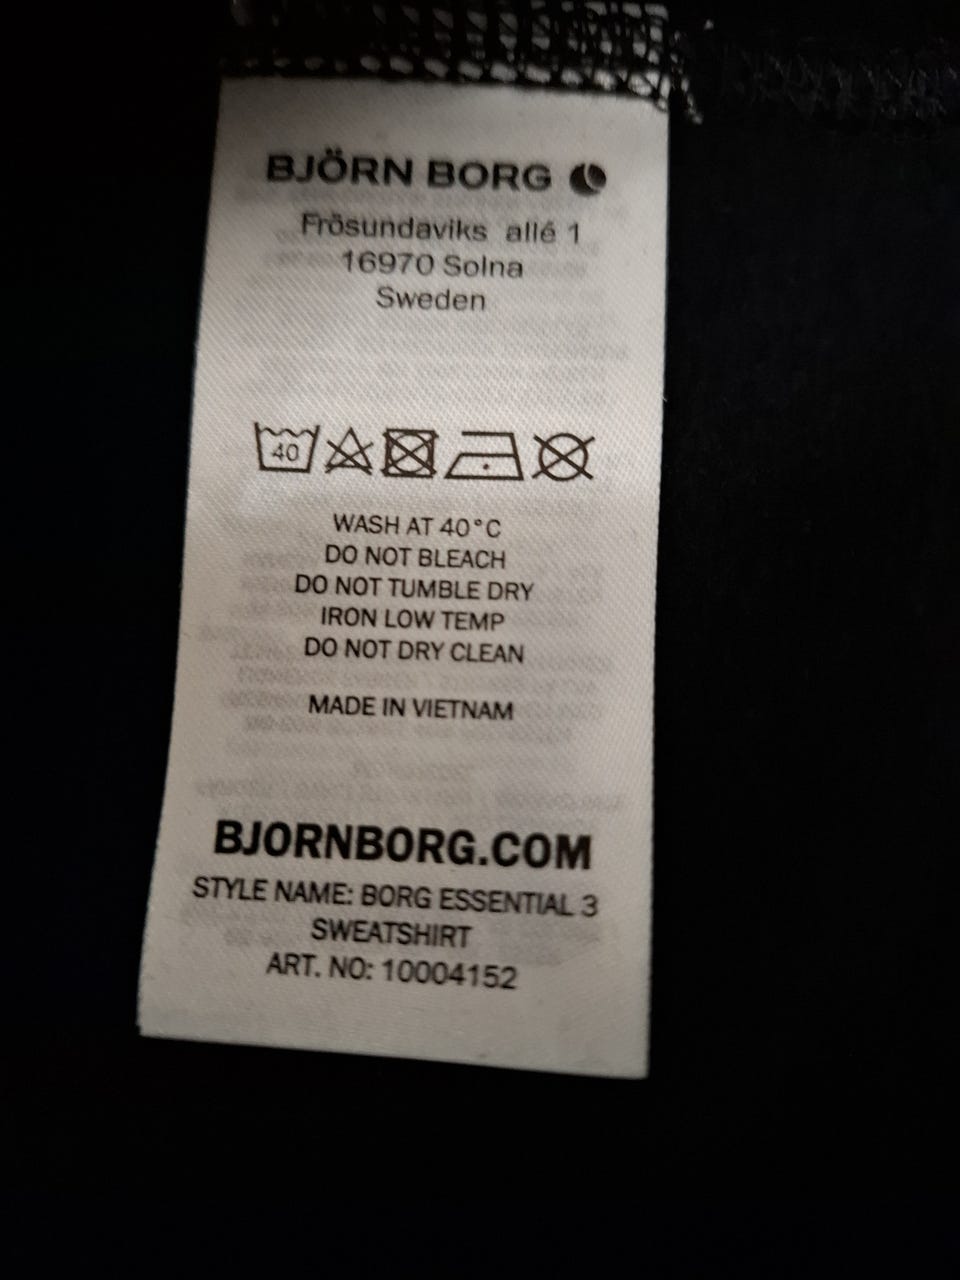 BJÖRN BORG
Frösundaviks allé 1
16970 Solna
Sweden
40
WASH AT 40°C
DO NOT BLEACH
DO NOT TUMBLE DRY
IRON LOW TEMP
DO NOT DRY CLEAN
MADE IN VIETNAM
BJORNBORG.COM
STYLE NAME: BORG ESSENTIAL 3
SWEATSHIRT
ART. NO: 10004152